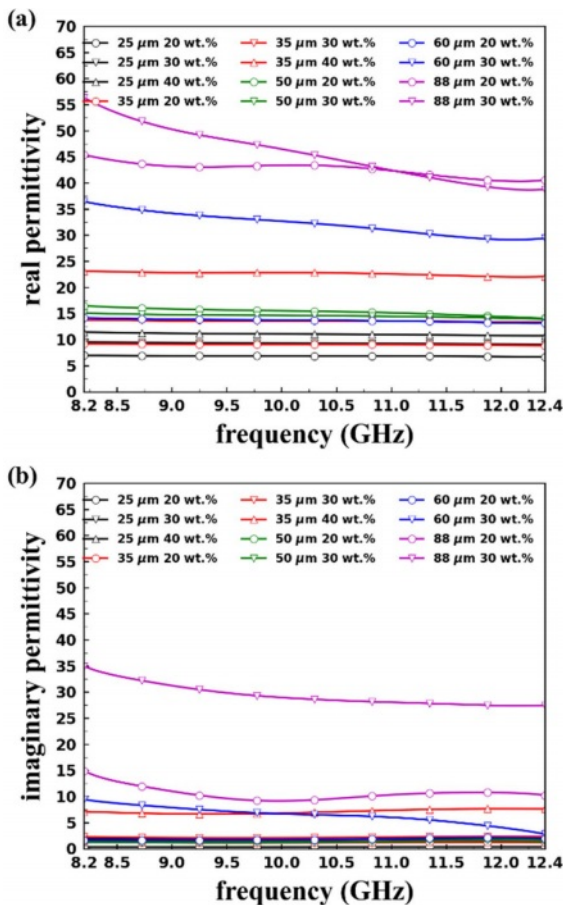 (a)
70
65
60
55
50
45
40
35
30
25
20
15
10
5
0
real permittivity
25 μm 20 wt.% 35 μm 30 wt.% 60 μm 20 wt.%
25 μm 30 wt.% 35 μm 40 wt.% 60 μm 30 wt.%
25 μm 40 wt.% 50 μm 20 wt.% 88 μm 20 wt.%
35 μm 20 wt.% 50 μm 30 wt.% 88 μm 30 wt.%
8.2 8.5 9.0 9.5 10.0 10.5 11.0 11.5 12.0 12.4
frequency (GHz)
(b)
70
65
60
55
50
45
40
35
30
25
20
15
10
5
0
imaginary permittivity
25 μm 20 wt.% 35 μm 30 wt.% 60 μm 20 wt.%
25 μm 30 wt.% 35 μm 40 wt.% 60 μm 30 wt.%
25 μm 40 wt.% 50 μm 20 wt.% 88 μm 20 wt.%
35 μm 20 wt.% 50 μm 30 wt.% 88 μm 30 wt.%
8.2 8.5 9.0 9.5 10.0 10.5 11.0 11.5 12.0 12.4
frequency (GHz)